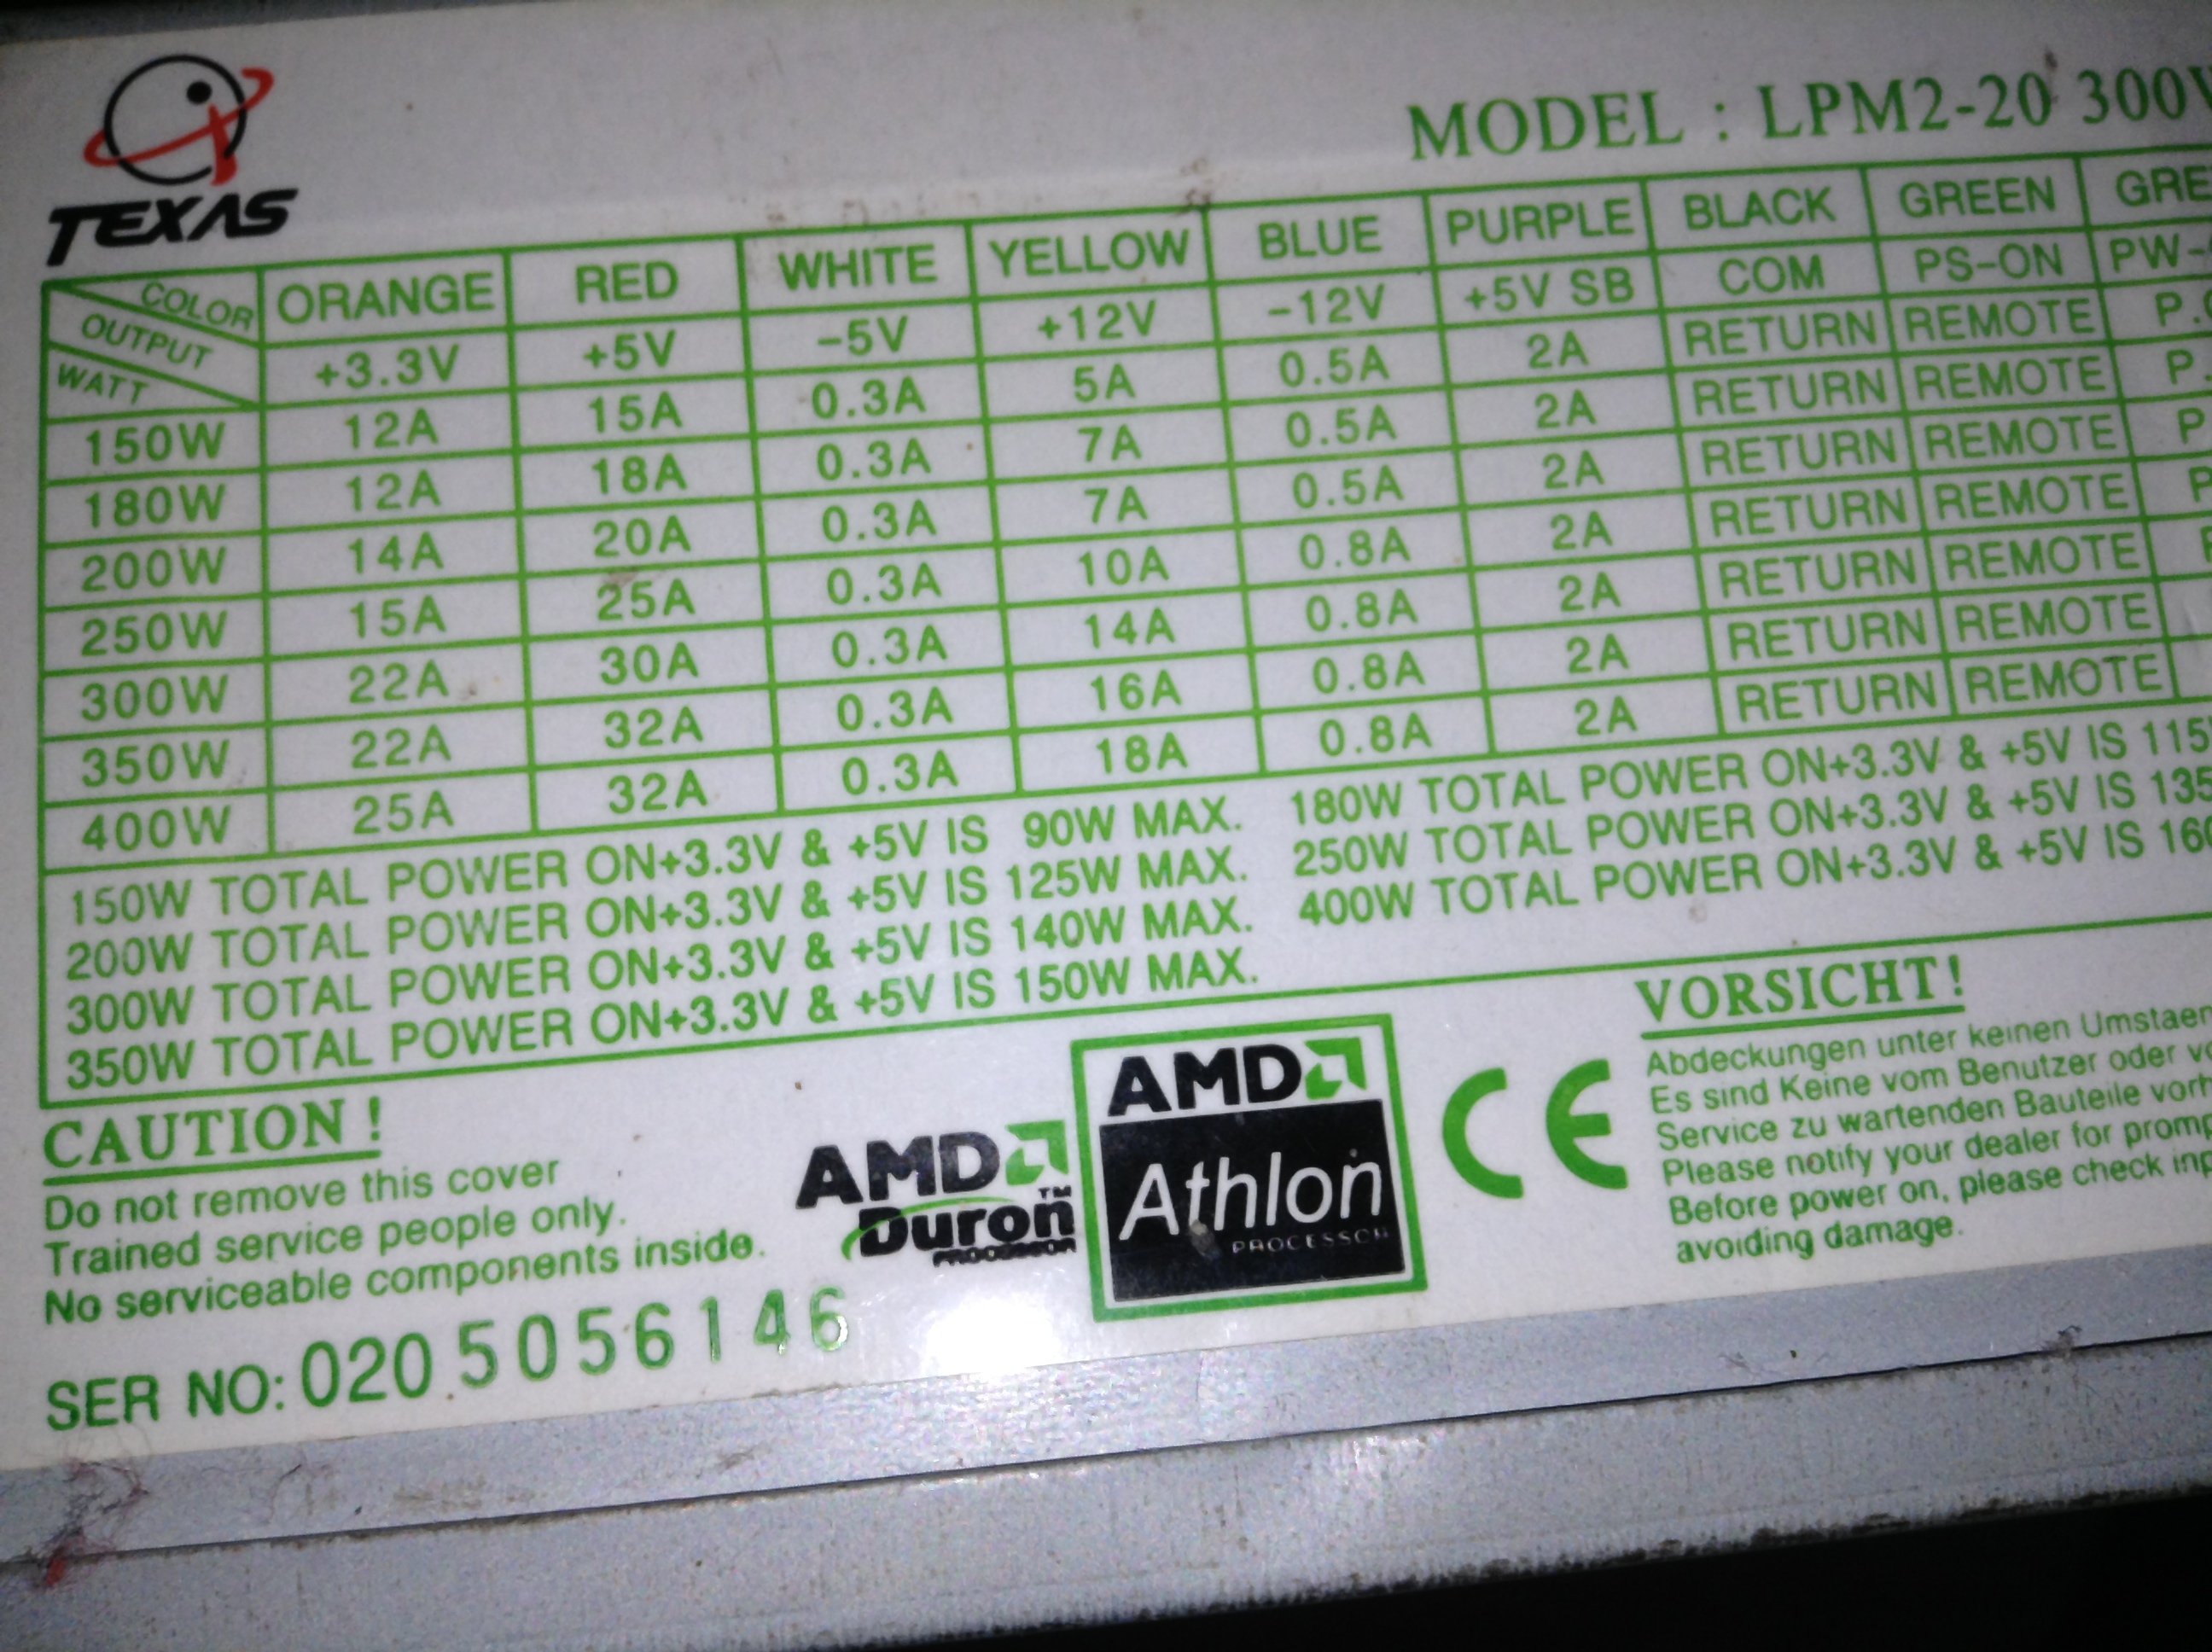 TEXAS
MODEL : LPM2-20 300W
COLOR ORANGE RED WHITE YELLOW BLUE PURPLE BLACK GREEN
OUTPUT +3.3V +5V -5V +12V -12V +5V SB COM PS-ON
WATT
150W 12A 15A 0.3A 5A 0.5A 2A RETURN REMOTE
180W 12A 18A 0.3A 7A 0.5A 2A RETURN REMOTE
200W 14A 20A 0.3A 7A 0.5A 2A RETURN REMOTE
250W 15A 25A 0.3A 10A 0.8A 2A RETURN REMOTE
300W 22A 30A 0.3A 14A 0.8A 2A RETURN REMOTE
350W 22A 32A 0.3A 16A 0.8A 2A RETURN REMOTE
400W 25A 32A 0.3A 18A 0.8A 2A RETURN REMOTE
150W TOTAL POWER ON+3.3V & +5V IS 90W MAX. 180W TOTAL POWER ON+3.3V & +5V IS 115
200W TOTAL POWER ON+3.3V & +5V IS 125W MAX. 250W TOTAL POWER ON+3.3V & +5V IS 135
300W TOTAL POWER ON+3.3V & +5V IS 140W MAX. 400W TOTAL POWER ON+3.3V & +5V IS
350W TOTAL POWER ON+3.3V & +5V IS 150W MAX.
CAUTION !
Do not remove this cover
Trained service people only.
No serviceable components inside.
SER NO: 020 5056146
AMD
Duron™
PROCESSOR
AMD
Athlon
PROCESSOR
CE
VORSICHT!
Abdeckungen unter keinen
Es sind Keine vom Benutzer oder
Service zu wartenden Bauteile
Please notify your dealer for
Before power on, please check
avoiding damage.